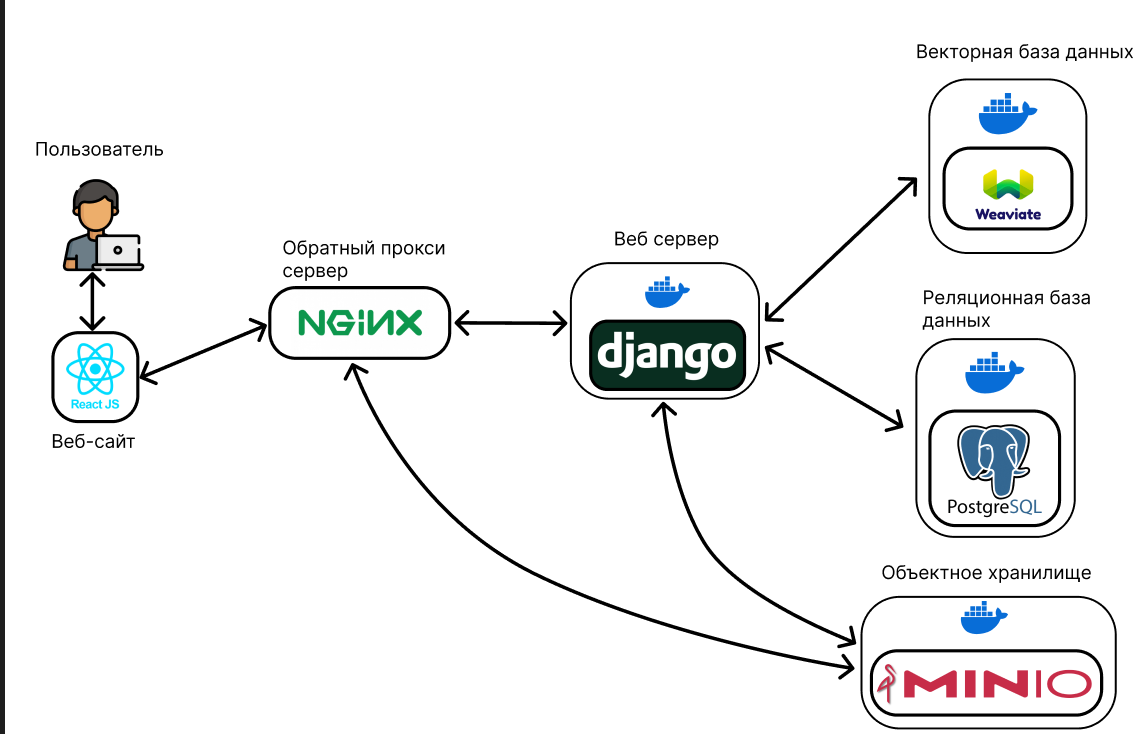 Векторная база данных
Weaviate
Пользователь
Обратный прокси
сервер
NGINX
Веб сервер
django
Реляционная база
данных
PostgreSQL
React JS
Веб-сайт
Объектное хранилище
MINIO